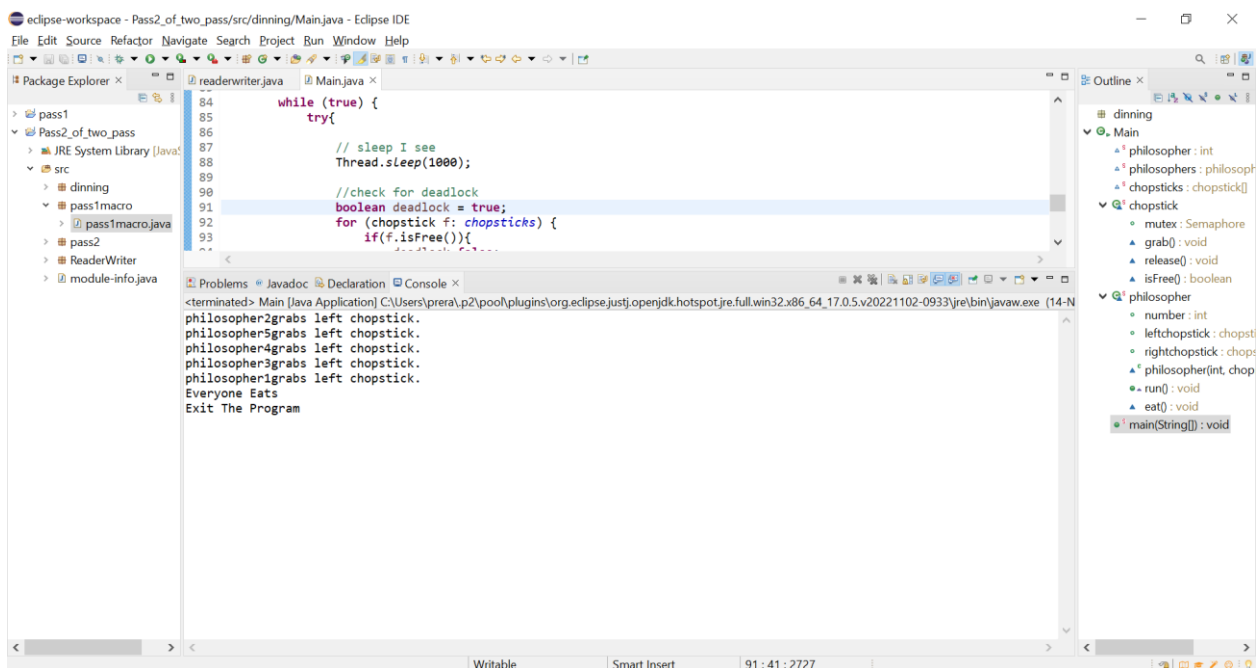 eclipse-workspace - Pass2_of_two_pass/src/dinning/Main.java - Eclipse IDE
File Edit Source Refactor Navigate Search Project Run Window Help
Package Explorer
pass1
Pass2_of_two_pass
JRE System Library [JavaS
src
dinning
pass1macro
pass1macro.java
pass2
ReaderWriter
module-info.java
readerwriter.java Main.java
84 while (true) {
85 try{
86
87 // sleep I see
88 Thread.sleep(1000);
89
90 //check for deadlock
91 boolean deadlock = true;
92 for (chopstick f: chopsticks) {
93 if(f.isFree()){
Problems Javadoc Declaration Console
<terminated> Main [Java Application] C:\Users\prera\.p2\pool\plugins\org.eclipse.justj.openjdk.hotspot.jre.full.win32.x86_64_17.0.5.v20221102-0933\jre\bin\javaw.exe (14-N
philosopher2grabs left chopstick.
philosopher5grabs left chopstick.
philosopher4grabs left chopstick.
philosopher3grabs left chopstick.
philosopher1grabs left chopstick.
Everyone Eats
Exit The Program
Outline
dinning
Main
philosopher : int
philosophers : philosoph
chopsticks : chopstick[]
chopstick
mutex : Semaphore
grab() : void
release() : void
isFree() : boolean
philosopher
number : int
leftchopstick : chopsti
rightchopstick : chops
philosopher(int, chop
run() : void
eat() : void
main(String[]) : void
Writable Smart Insert 91 : 41 : 2727